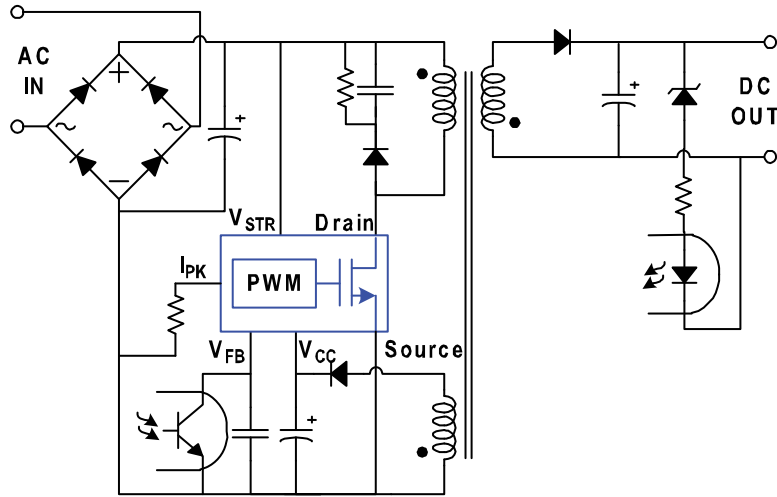 AC
IN
+
~
~
−
+
+
DC
OUT
VSTR
Drain
IPK
PWM
VFB
VCC
Source
+